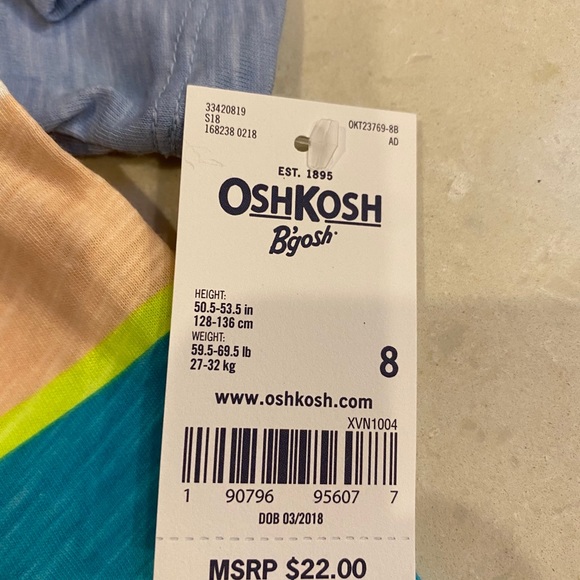 33420819
S18
168238 0218
OKT23769-8B
AD
EST. 1895
OSHKOSH
B'gosh
HEIGHT:
50.5-53.5 in
128-136 cm
WEIGHT:
59.5-69.5 lb
27-32 kg
8
www.oshkosh.com
XVN1004
1 90796 95607 7
DOB 03/2018
MSRP $22.00